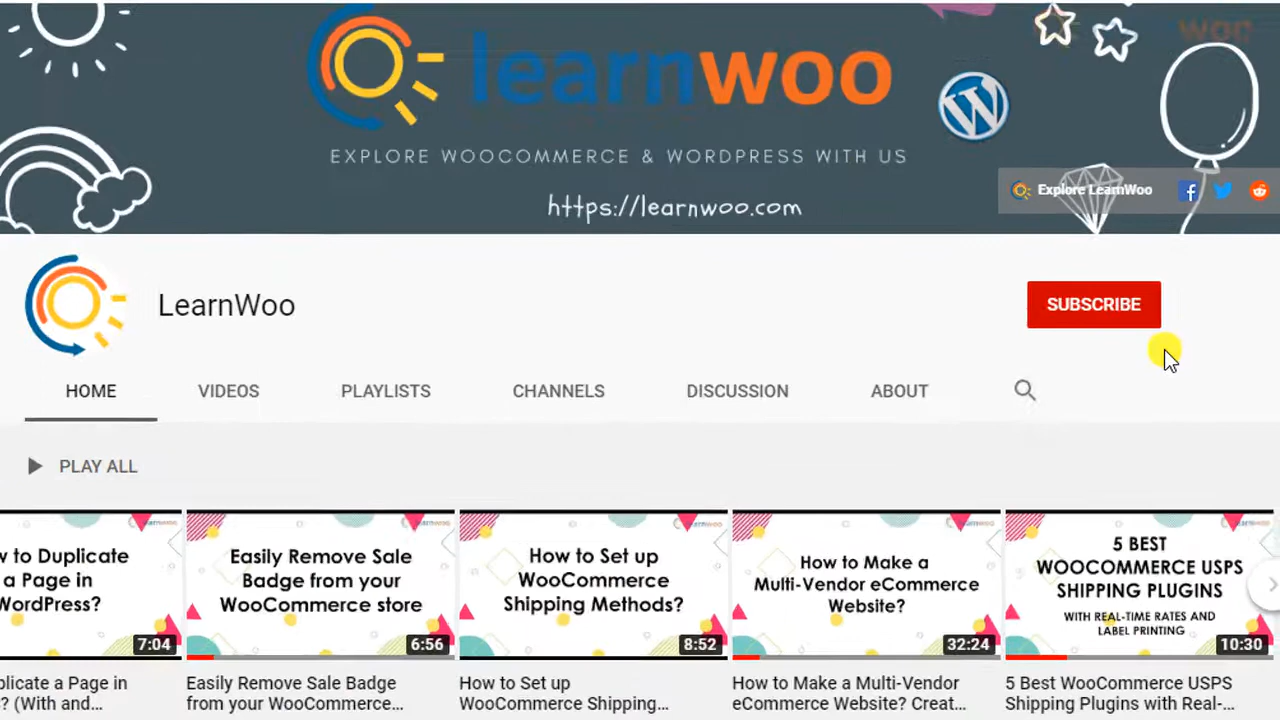 woo
learnwoo
EXPLORE WOOCOMMERCE & WORDPRESS WITH US
https://learnwoo.com
Explore LearnWoo
LearnWoo
SUBSCRIBE
HOME VIDEOS PLAYLISTS CHANNELS DISCUSSION ABOUT
PLAY ALL
w to Duplicate
a Page in
WordPress?
7:04
Easily Remove Sale
Badge from your
WooCommerce store
6:56
How to Set up
WooCommerce
Shipping Methods?
8:52
How to Make a
Multi-Vendor eCommerce
Website?
32:24
5 BEST
WOOCOMMERCE USPS
SHIPPING PLUGINS
WITH REAL-TIME RATES AND
LABEL PRINTING
10:30
plicate a Page in
? (With and...
Easily Remove Sale Badge
from your WooCommerce...
How to Set up
WooCommerce Shipping...
How to Make a Multi-Vendor
eCommerce Website? Creat...
5 Best WooCommerce USPS
Shipping Plugins with Real-...